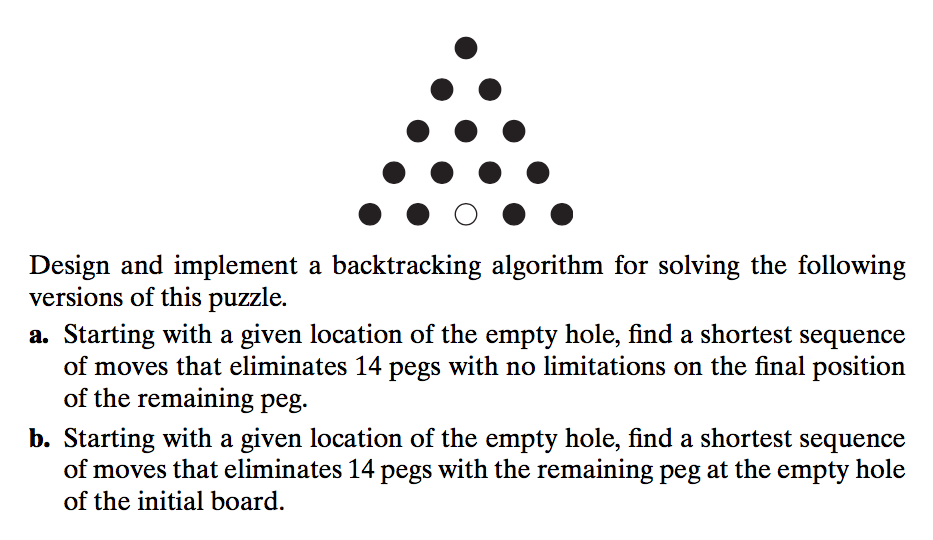 Design and implement a backtracking algorithm for solving the following
versions of this puzzle.
a. Starting with a given location of the empty hole, find a shortest sequence
of moves that eliminates 14 pegs with no limitations on the final position
of the remaining peg.
b. Starting with a given location of the empty hole, find a shortest sequence
of moves that eliminates 14 pegs with the remaining peg at the empty hole
of the initial board.